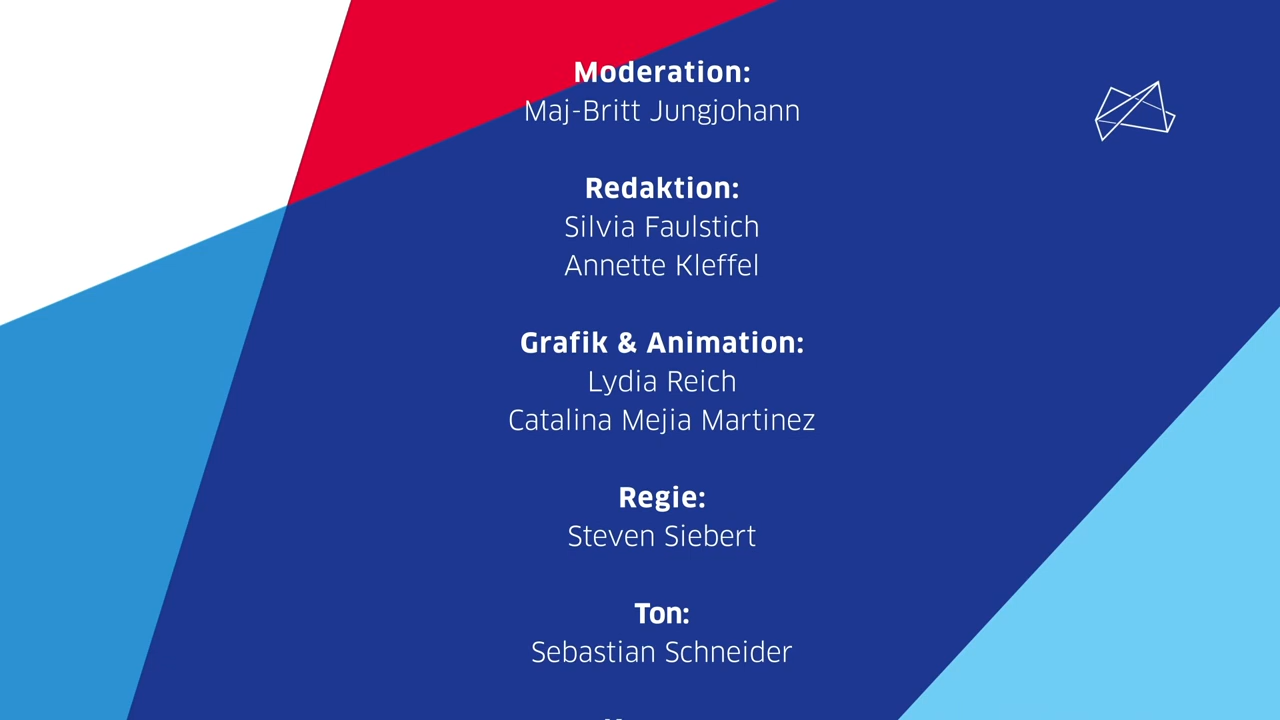 Moderation:
Maj-Britt Jungjohann
Redaktion:
Silvia Faulstich
Annette Kleffel
Grafik & Animation:
Lydia Reich
Catalina Mejia Martinez
Regie:
Steven Siebert
Ton:
Sebastian Schneider